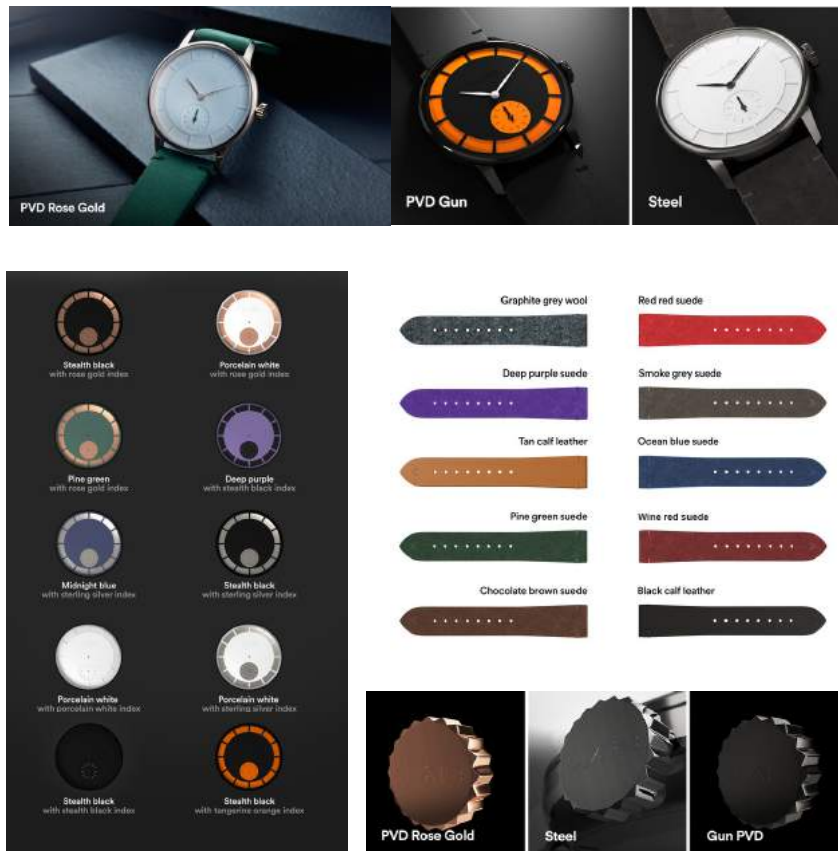 PVD Rose Gold
PVD Gun
Steel
Stealth black
with rose gold index
Porcelain white
with rose gold index
Pine green
with rose gold index
Deep purple
with stealth black index
Midnight blue
with sterling silver index
Stealth black
with sterling silver index
Porcelain white
with porcelain white index
Porcelain white
with sterling silver index
Stealth black
with stealth black index
Stealth black
with tangerine orange index
Graphite grey wool
Red red suede
Deep purple suede
Smoke grey suede
Tan calf leather
Ocean blue suede
Pine green suede
Wine red suede
Chocolate brown suede
Black calf leather
PVD Rose Gold
Steel
Gun PVD